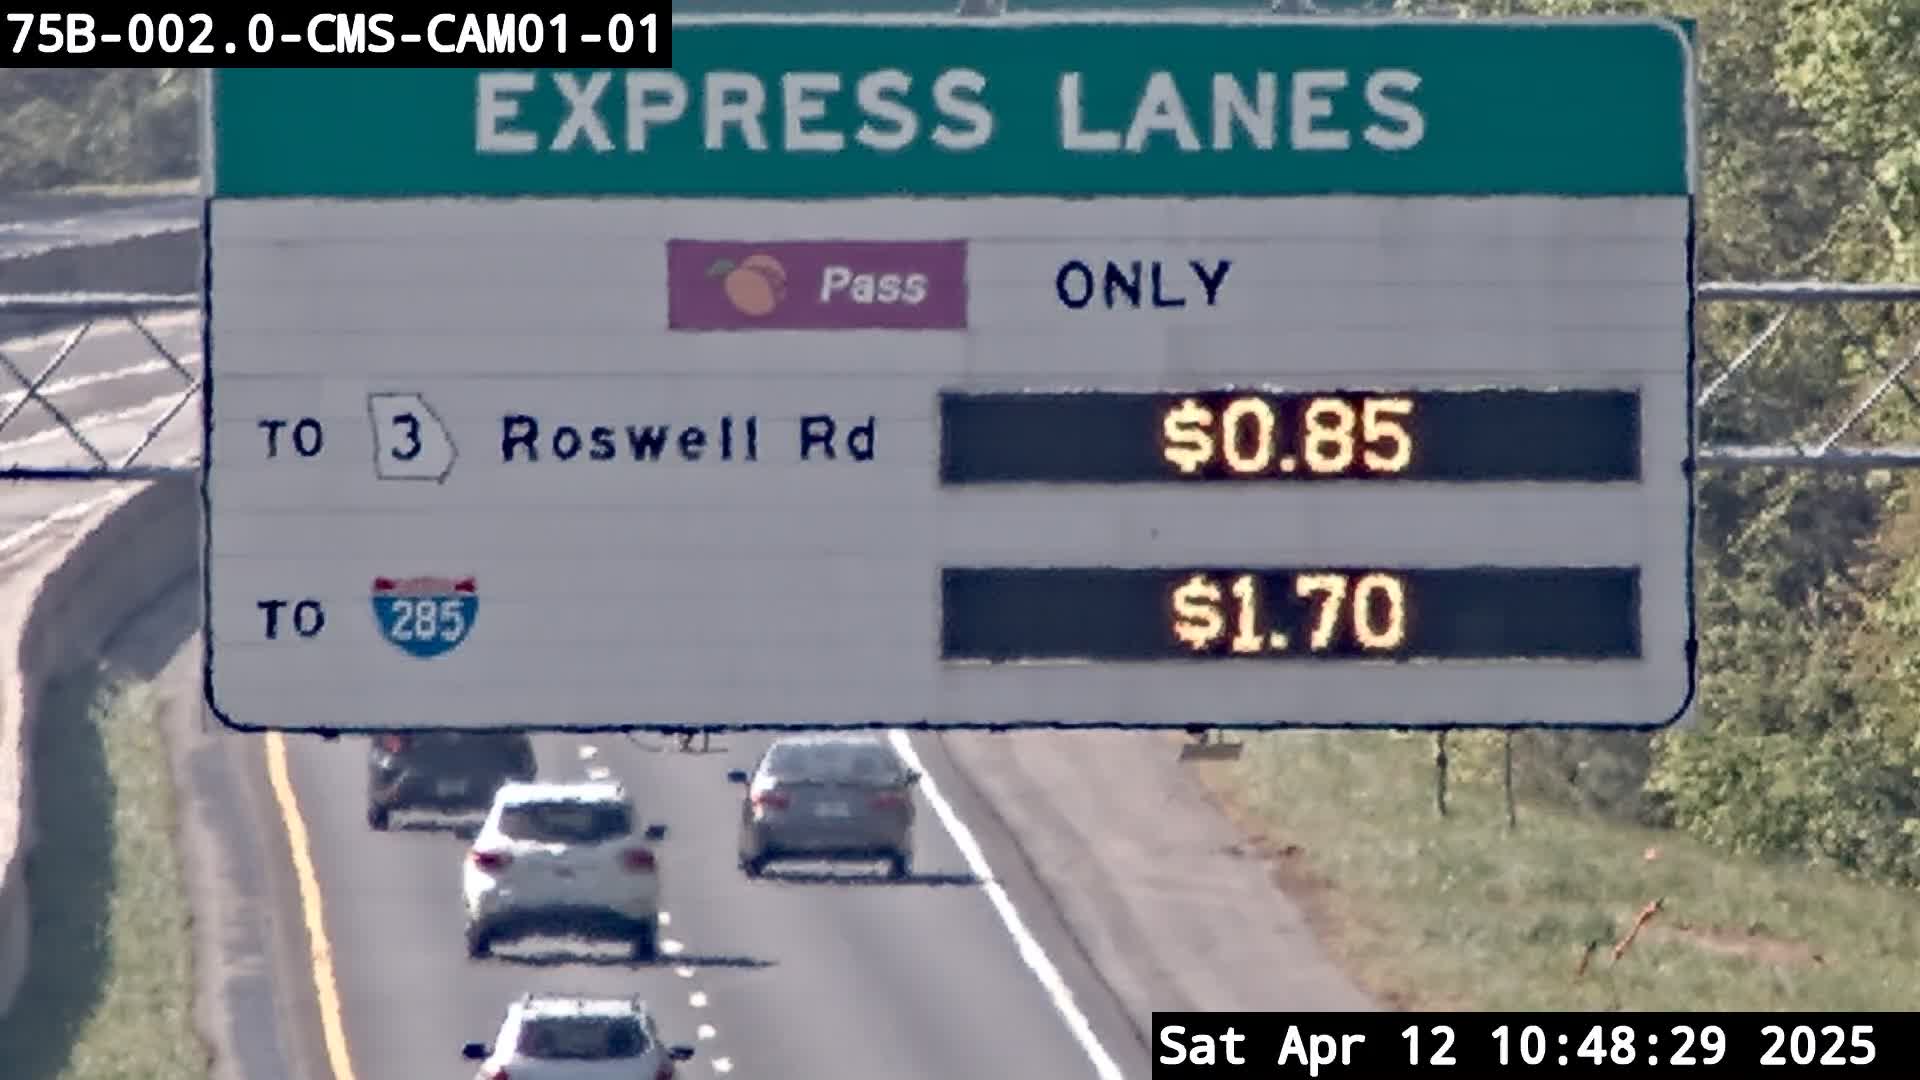 75B-002.0-CMS-CAM01-01
EXPRESS LANES
Pass ONLY
TO 3 Roswell Rd $0.85
TO 285 $1.70
Sat Apr 12 10:48:29 2025